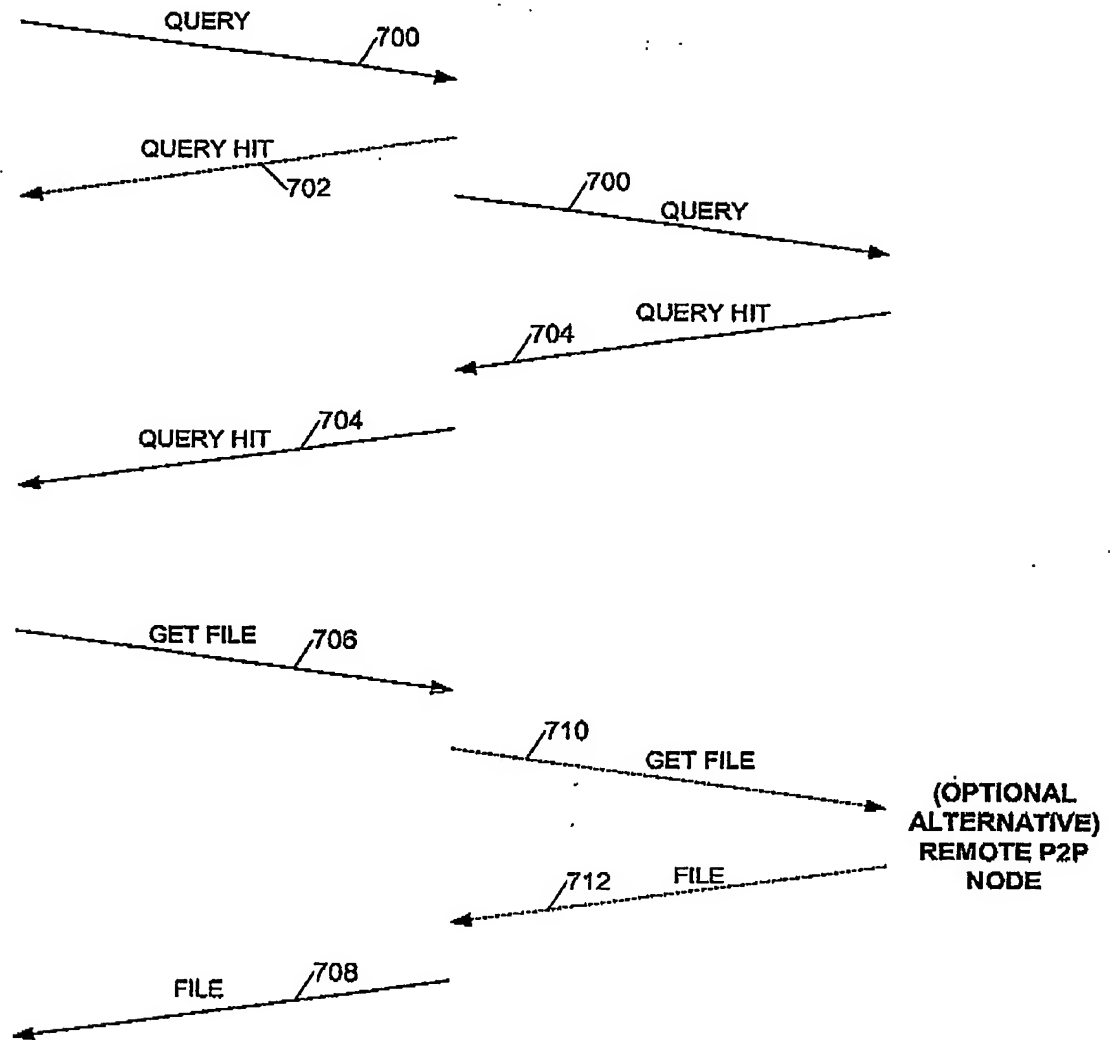 QUERY
700
QUERY HIT
702
700
QUERY
QUERY HIT
704
704
QUERY HIT
GET FILE
706
710
GET FILE
(OPTIONAL
ALTERNATIVE)
REMOTE P2P
NODE
712
FILE
FILE
708